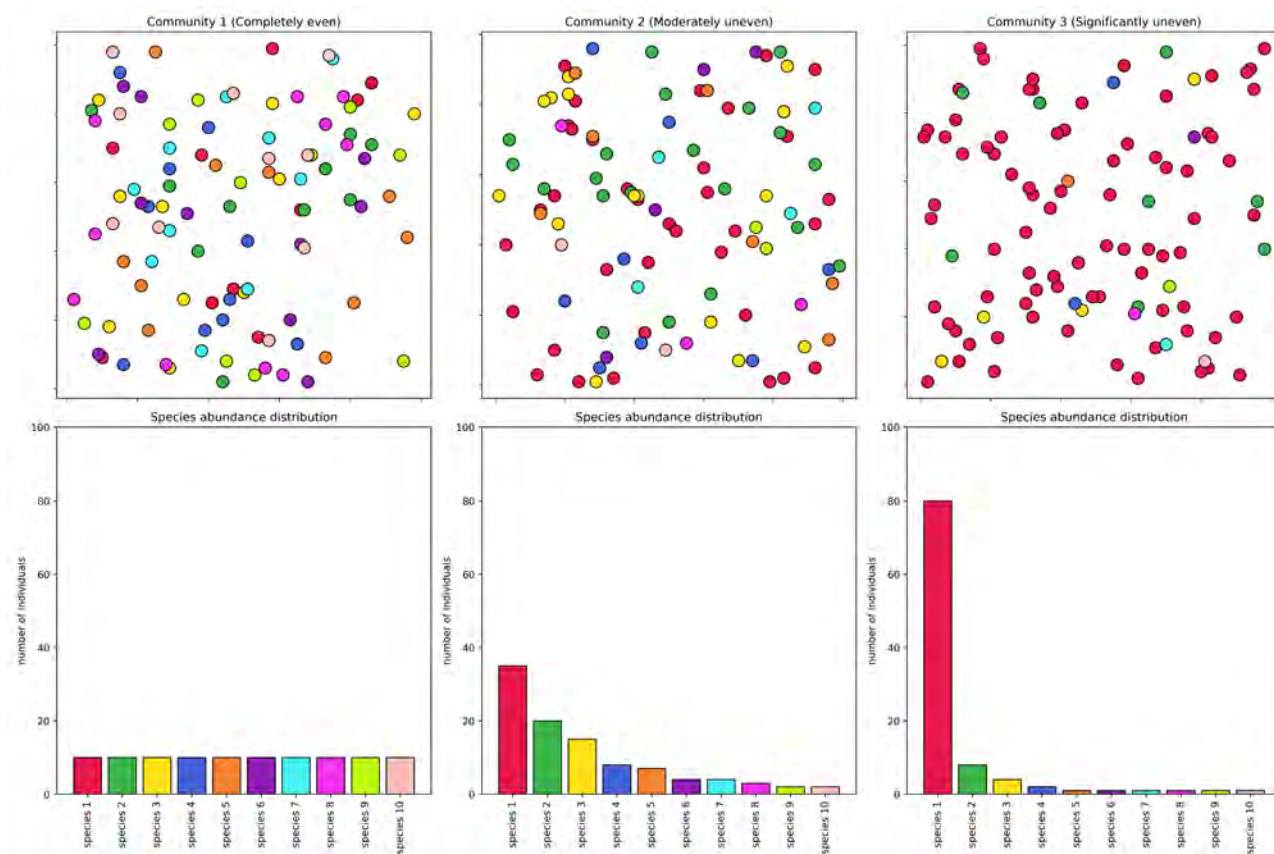 Community 1 (Completely even)
Community 2 (Moderately uneven)
Community 3 (Significantly uneven)
Species abundance distribution
Species abundance distribution
Species abundance distribution
number of individuals
100
80
60
40
20
0
species 1
species 2
species 3
species 4
species 5
species 6
species 7
species 8
species 9
species 10
number of individuals
100
80
60
40
20
0
species 1
species 2
species 3
species 4
species 5
species 6
species 7
species 8
species 9
species 10
number of individuals
100
80
60
40
20
0
species 1
species 2
species 3
species 4
species 5
species 6
species 7
species 8
species 9
species 10